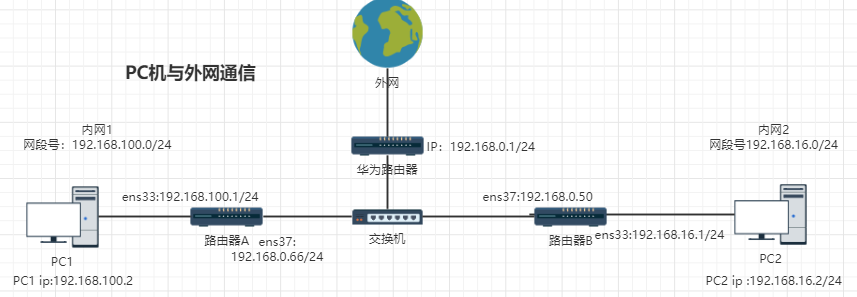 PC机与外网通信
外网
内网1
网段号：192.168.100.0/24
IP：192.168.0.1/24
华为路由器
内网2
网段号192.168.16.0/24
ens33:192.168.100.1/24
ens37:192.168.0.50
路由器A
ens37:
192.168.0.66/24
交换机
路由器B
ens33:192.168.16.1/24
PC1
PC1 ip:192.168.100.2
PC2
PC2 ip :192.168.16.2/24